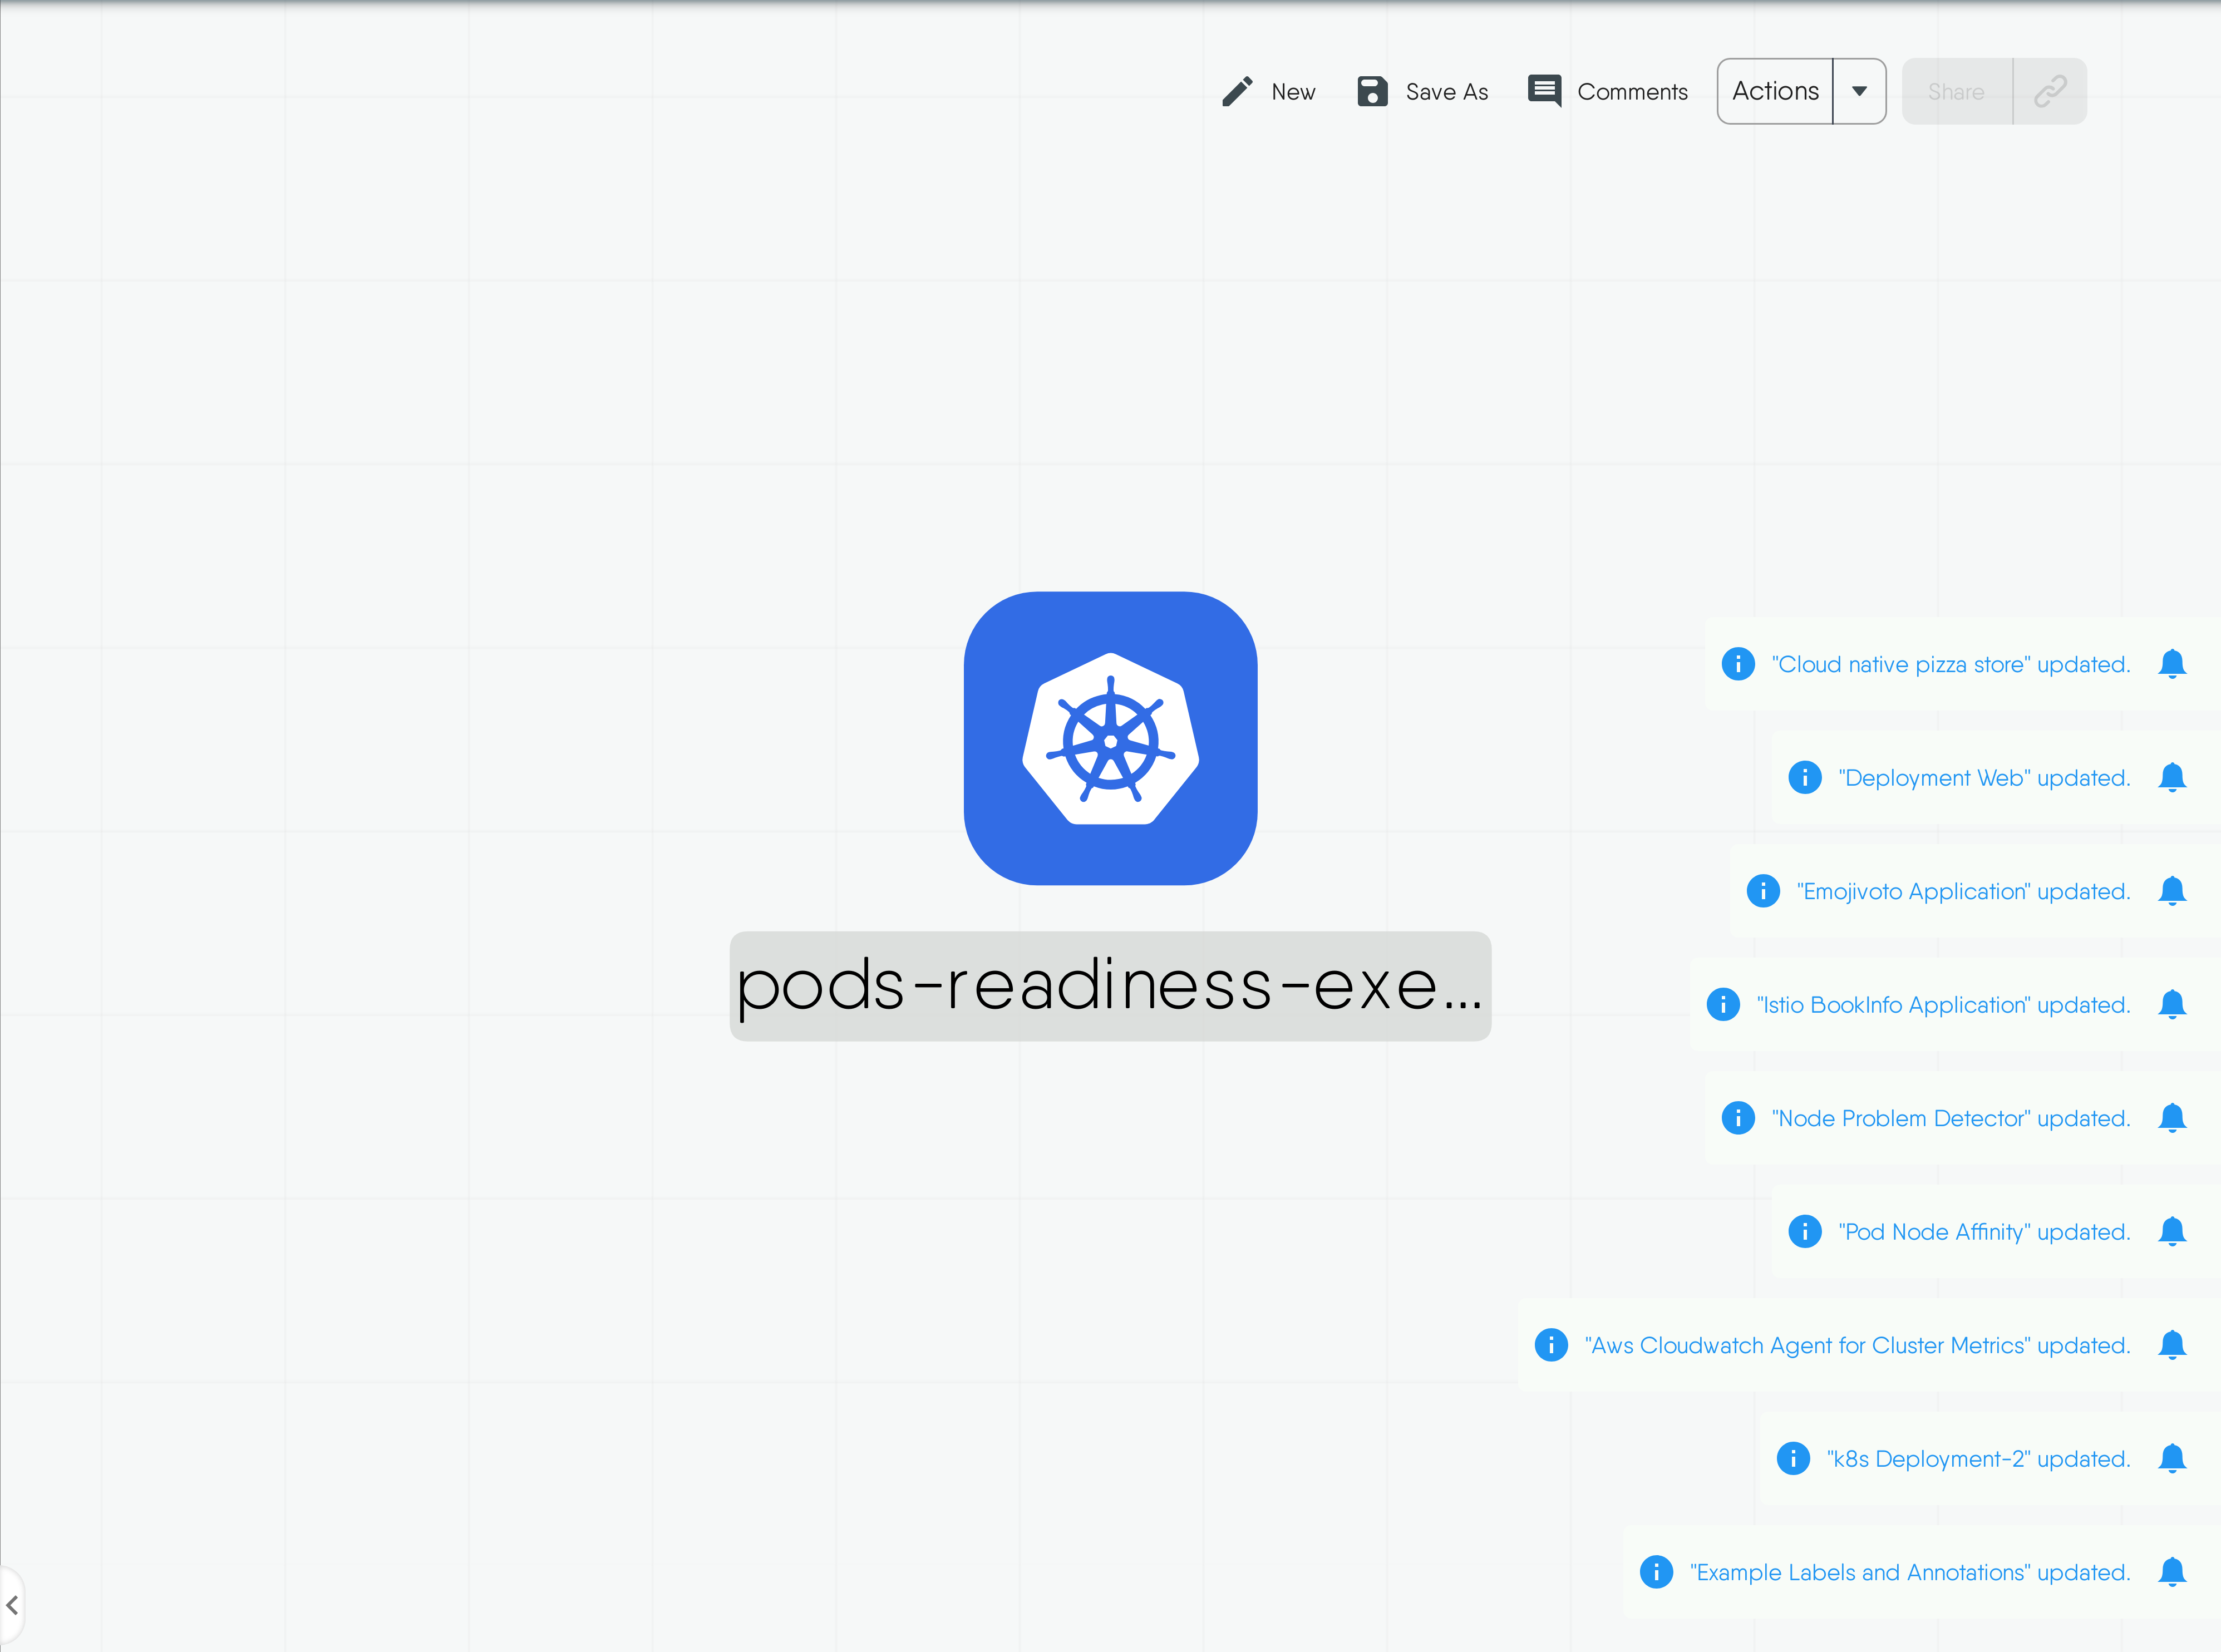 New Save As Comments Actions Share
pods-readiness-exe...
"Cloud native pizza store" updated.
"Deployment Web" updated.
"Emojivoto Application" updated.
"Istio BookInfo Application" updated.
"Node Problem Detector" updated.
"Pod Node Affinity" updated.
"Aws Cloudwatch Agent for Cluster Metrics" updated.
"k8s Deployment-2" updated.
"Example Labels and Annotations" updated.